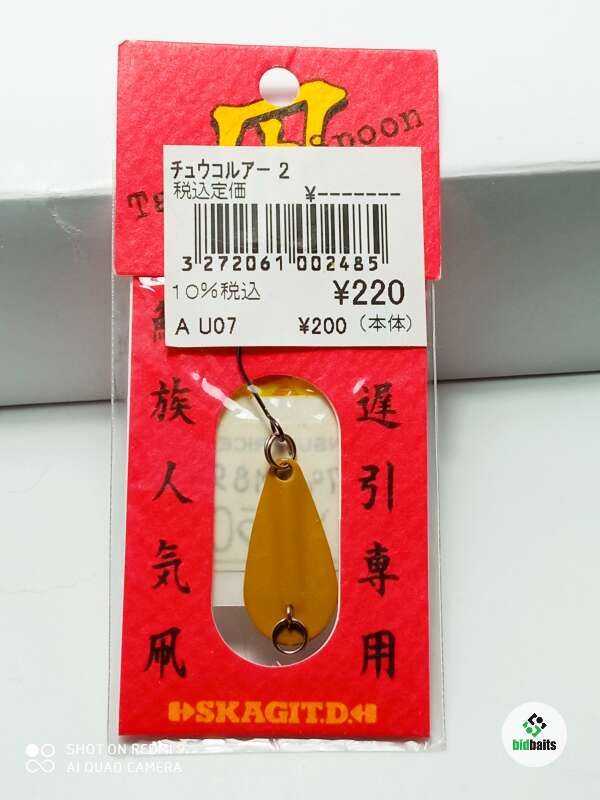 spoon
チュウコルアー 2
税込定価 ¥-------
3 272061 002485
10%税込 ¥220
A U07 ¥200 (本体)
族人気凧
遅引専用
SKAGIT.D.
SHOT ON REDMI 9
AI QUAD CAMERA
bidbaits